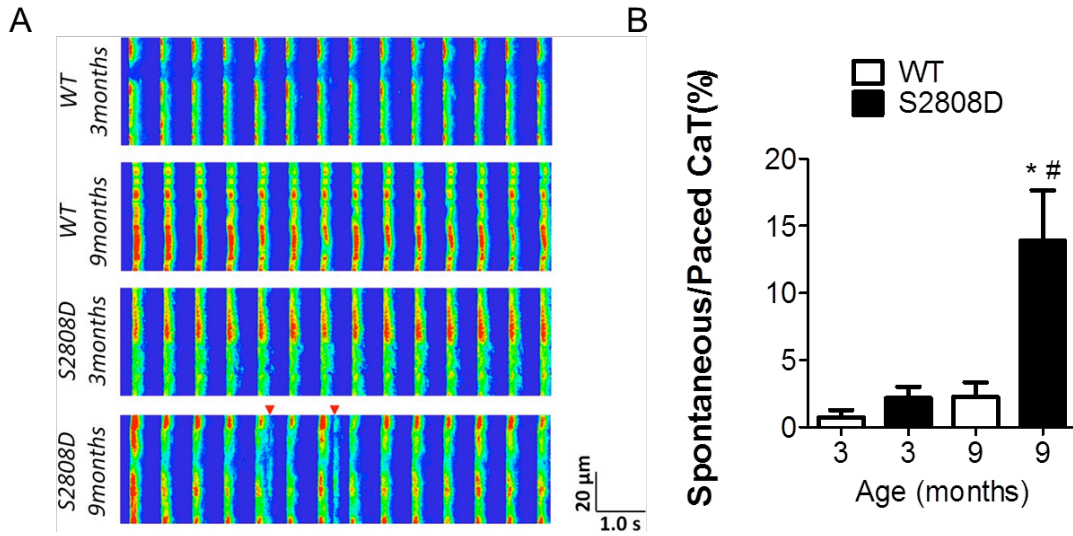 A
WT
3months
WT
9months
S2808D
3months
S2808D
9months
20 µm
1.0 s
B
WT
S2808D
Spontaneous/Paced CaT(%)
20
15
10
5
0
* #
3
3
9
9
Age (months)